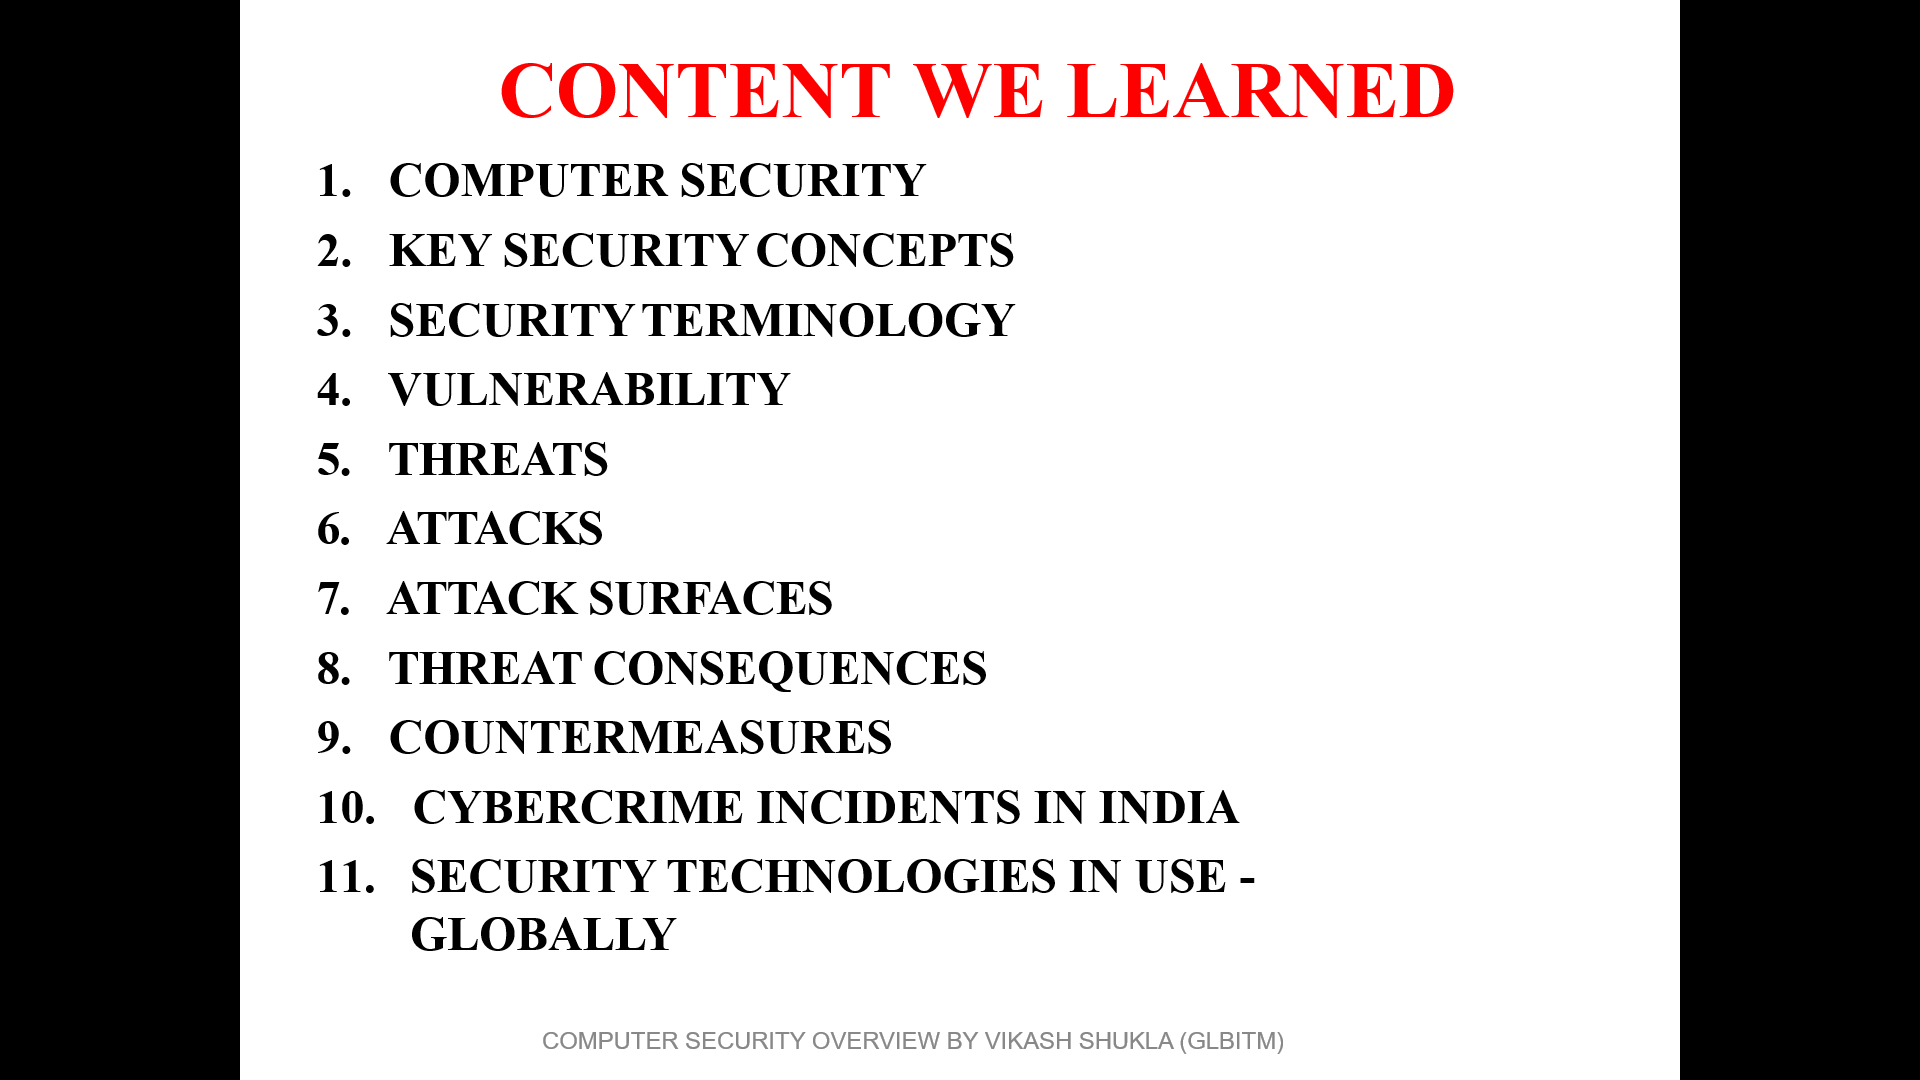 CONTENT WE LEARNED
1. COMPUTER SECURITY
2. KEY SECURITY CONCEPTS
3. SECURITY TERMINOLOGY
4. VULNERABILITY
5. THREATS
6. ATTACKS
7. ATTACK SURFACES
8. THREAT CONSEQUENCES
9. COUNTERMEASURES
10. CYBERCRIME INCIDENTS IN INDIA
11. SECURITY TECHNOLOGIES IN USE -
GLOBALLY
COMPUTER SECURITY OVERVIEW BY VIKASH SHUKLA (GLBITM)